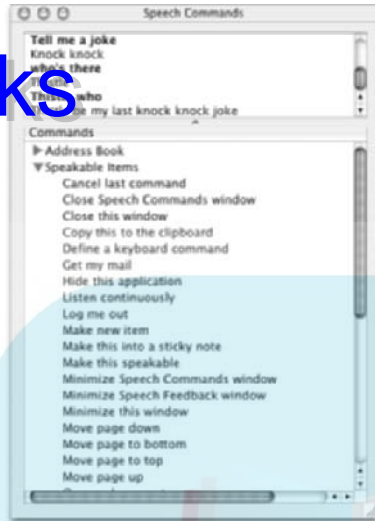 Speech Commands
Tell me a joke
Knock knock
who's there
Thistle
Thistle who
be my last knock knock joke
ks
Commands
Address Book
Speakable Items
Cancel last command
Close Speech Commands window
Close this window
Copy this to the clipboard
Define a keyboard command
Get my mail
Hide this application
Listen continuously
Log me out
Make new item
Make this into a sticky note
Make this speakable
Minimize Speech Commands window
Minimize Speech Feedback window
Minimize this window
Move page down
Move page to bottom
Move page to top
Move page up